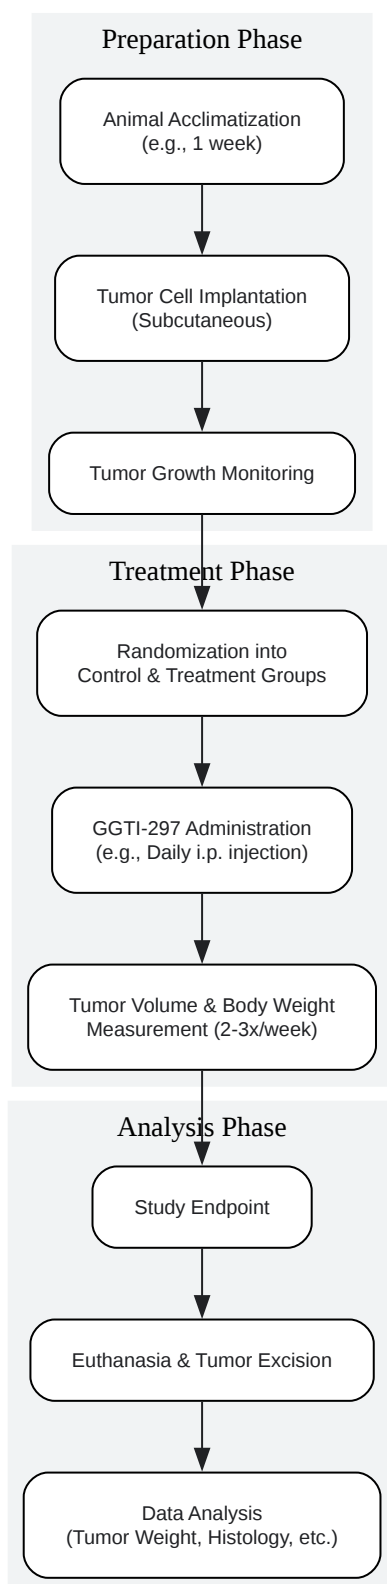 Preparation Phase
Animal Acclimatization
(e.g., 1 week)
Tumor Cell Implantation
(Subcutaneous)
Tumor Growth Monitoring
Treatment Phase
Randomization into
Control & Treatment Groups
GGTI-297 Administration
(e.g., Daily i.p. injection)
Tumor Volume & Body Weight
Measurement (2-3x/week)
Analysis Phase
Study Endpoint
Euthanasia & Tumor Excision
Data Analysis
(Tumor Weight, Histology, etc.)